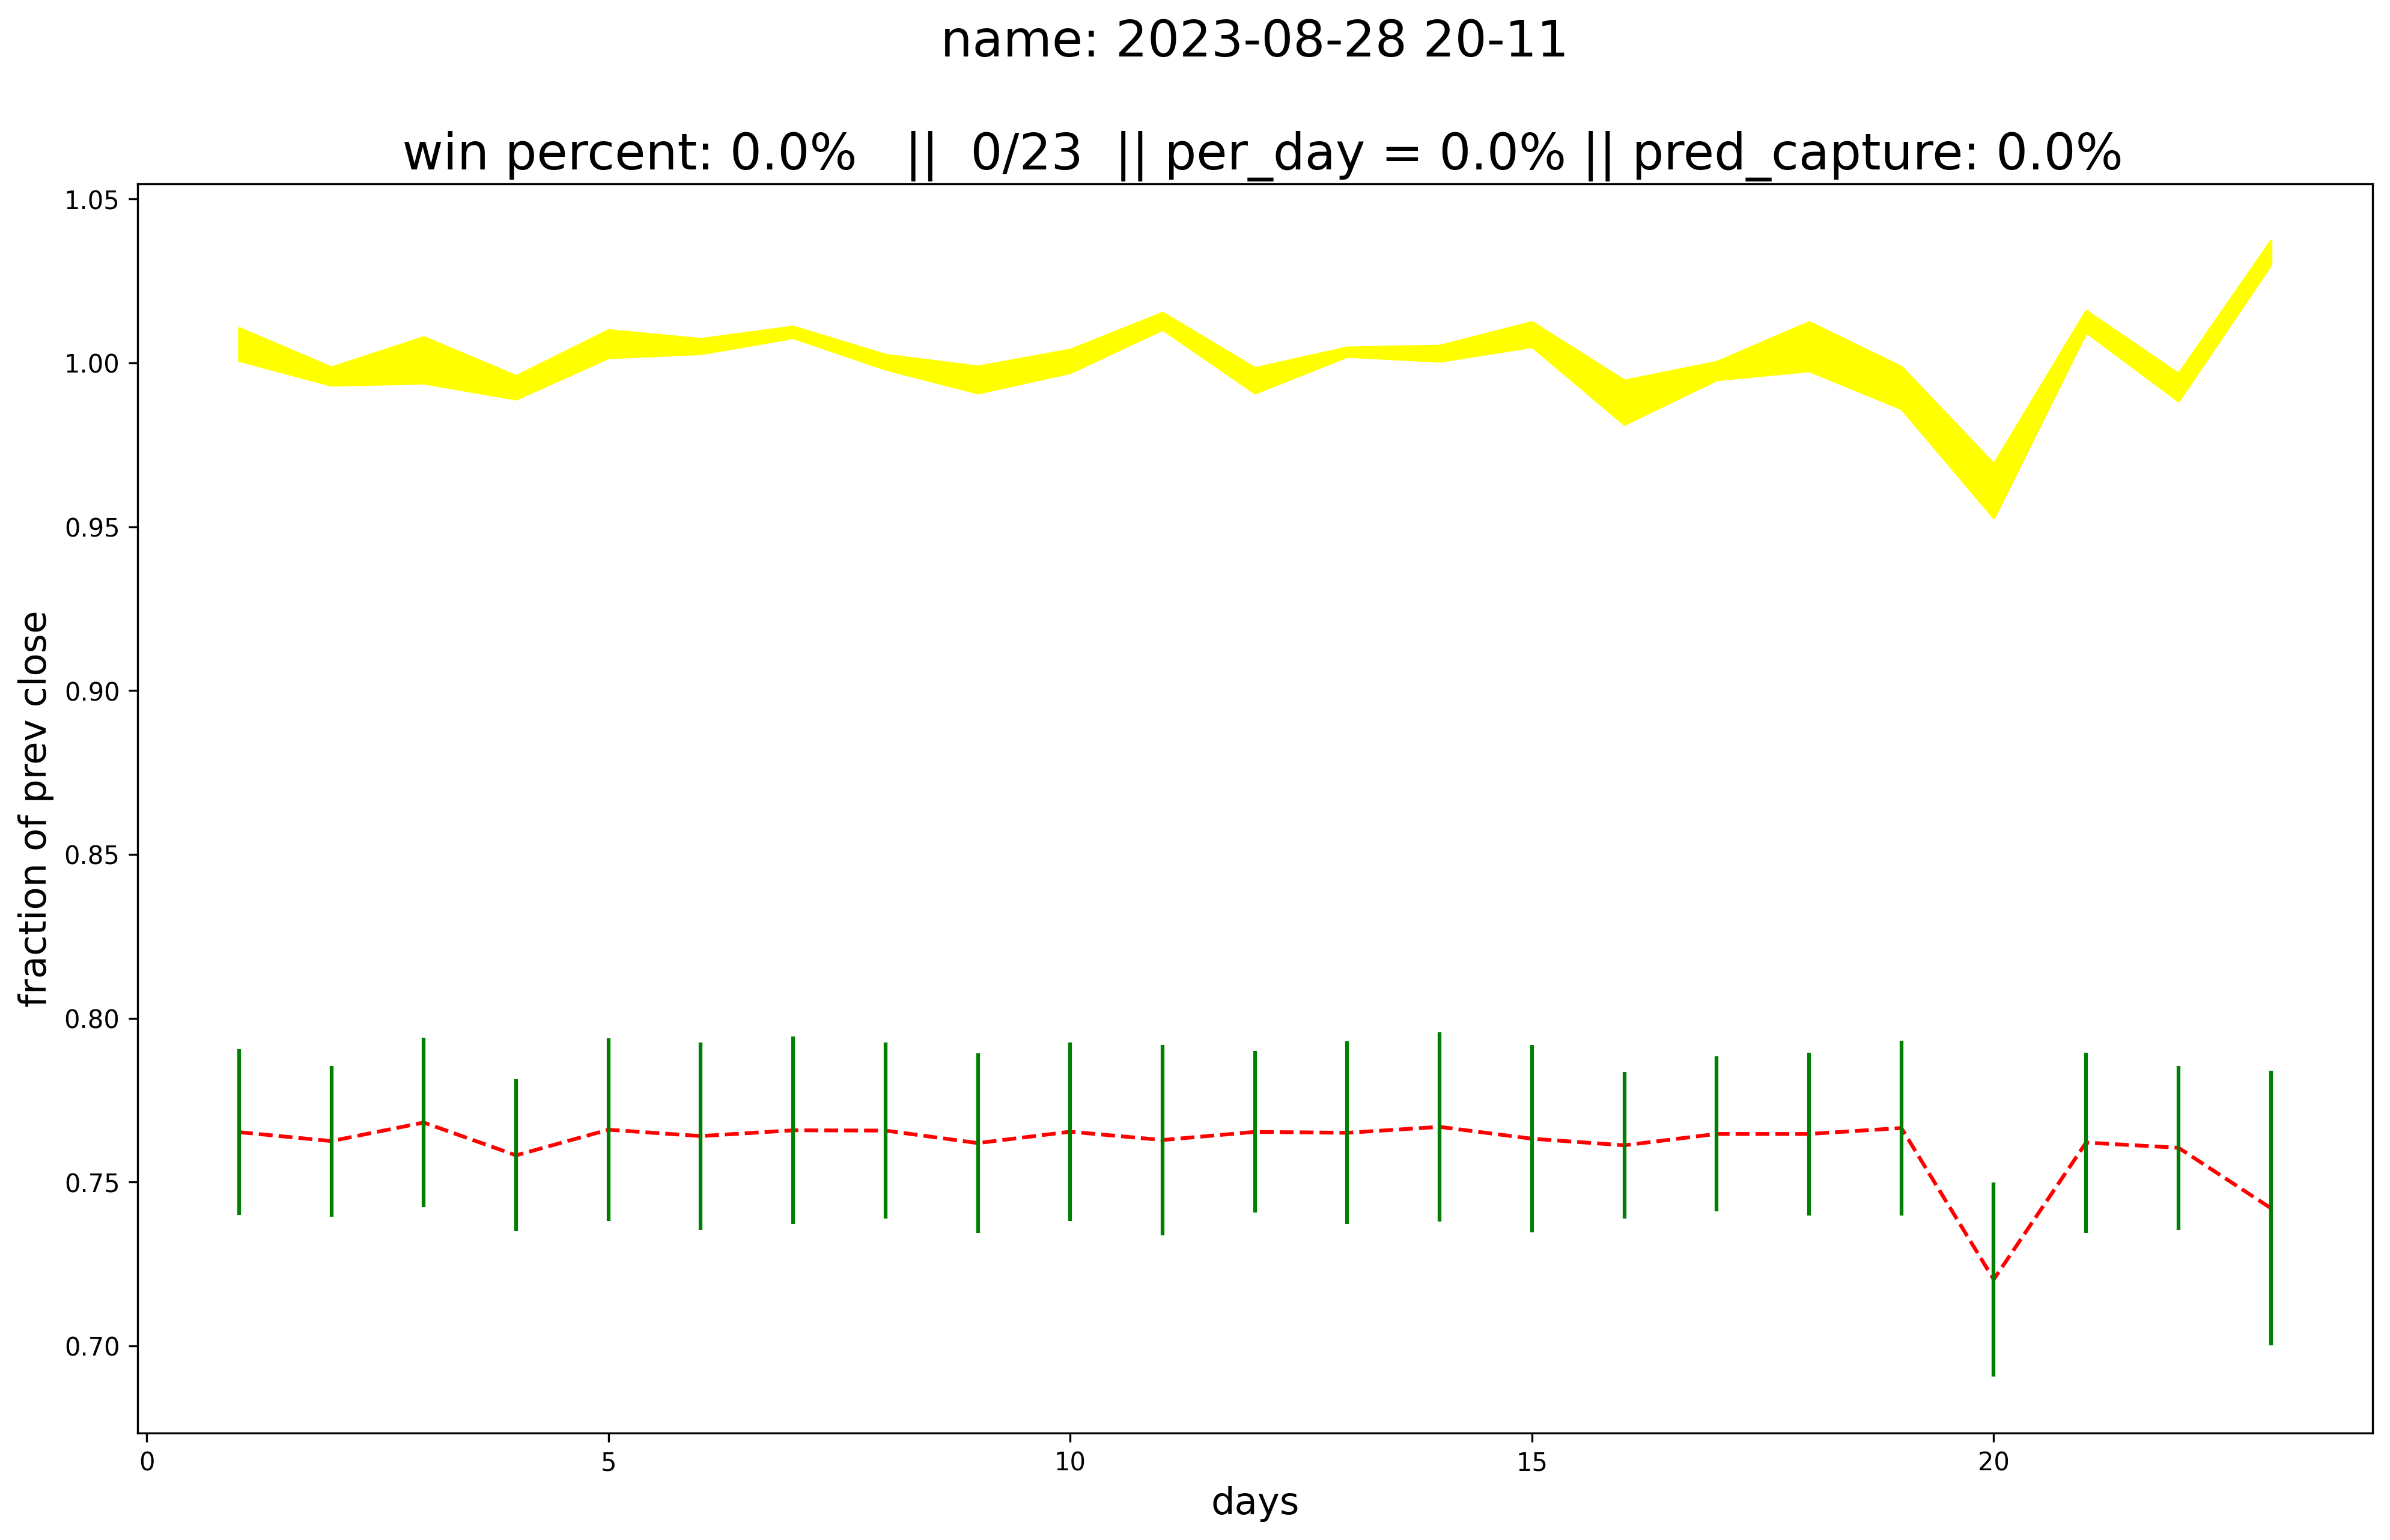 name: 2023-08-28 20-11
win percent: 0.0%   ||  0/23  || per_day = 0.0% || pred_capture: 0.0%
1.05
1.00
0.95
0.90
0.85
0.80
0.75
0.70
fraction of prev close
0 5 10 15 20
days